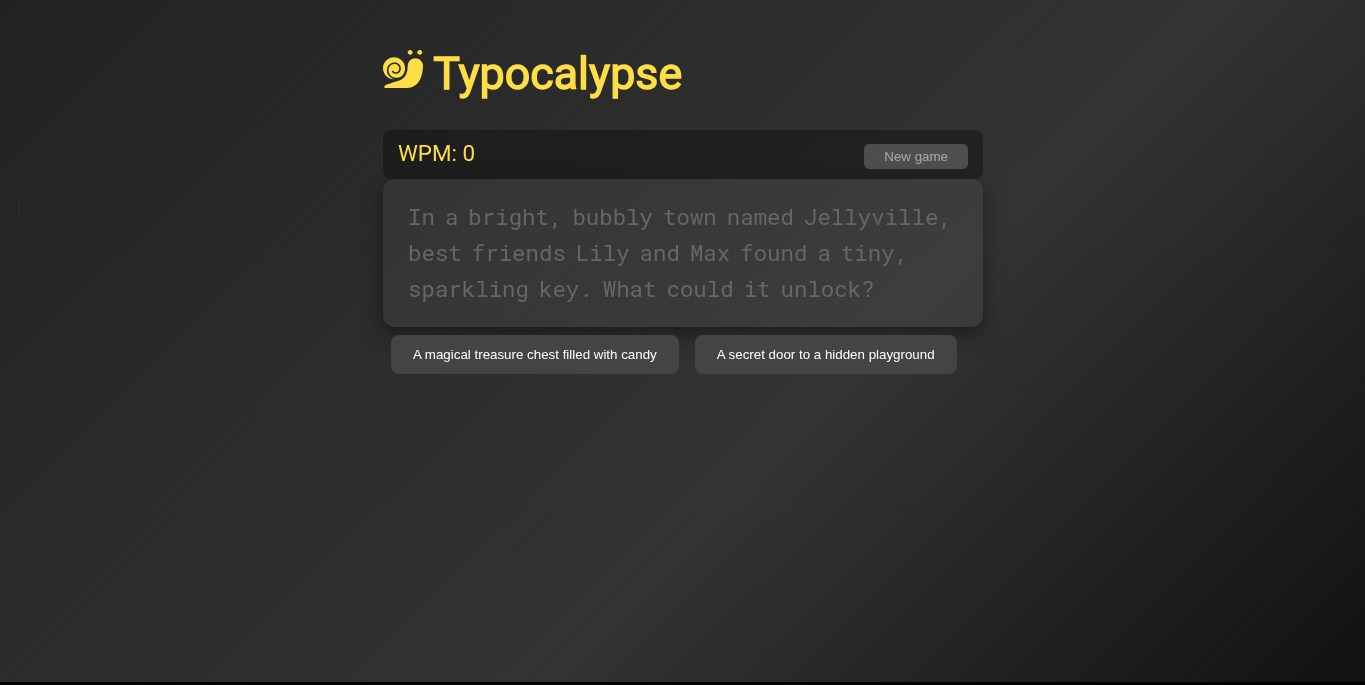 Typocalypse
WPM: 0
New game
In a bright, bubbly town named Jellyville,
best friends Lily and Max found a tiny,
sparkling key. What could it unlock?
A magical treasure chest filled with candy
A secret door to a hidden playground